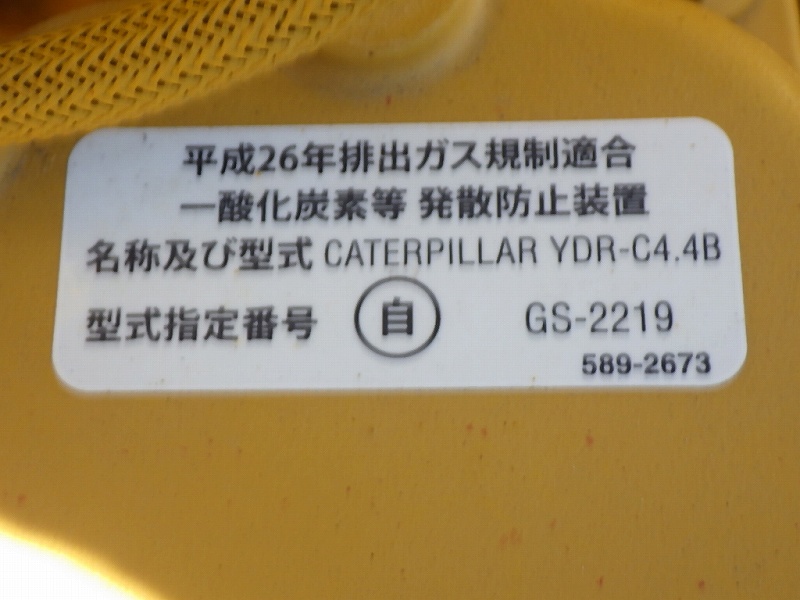 平成26年排出ガス規制適合
一酸化炭素等 発散防止装置
名称及び型式 CATERPILLAR YDR-C4.4B
型式指定番号 自 GS-2219
589-2673